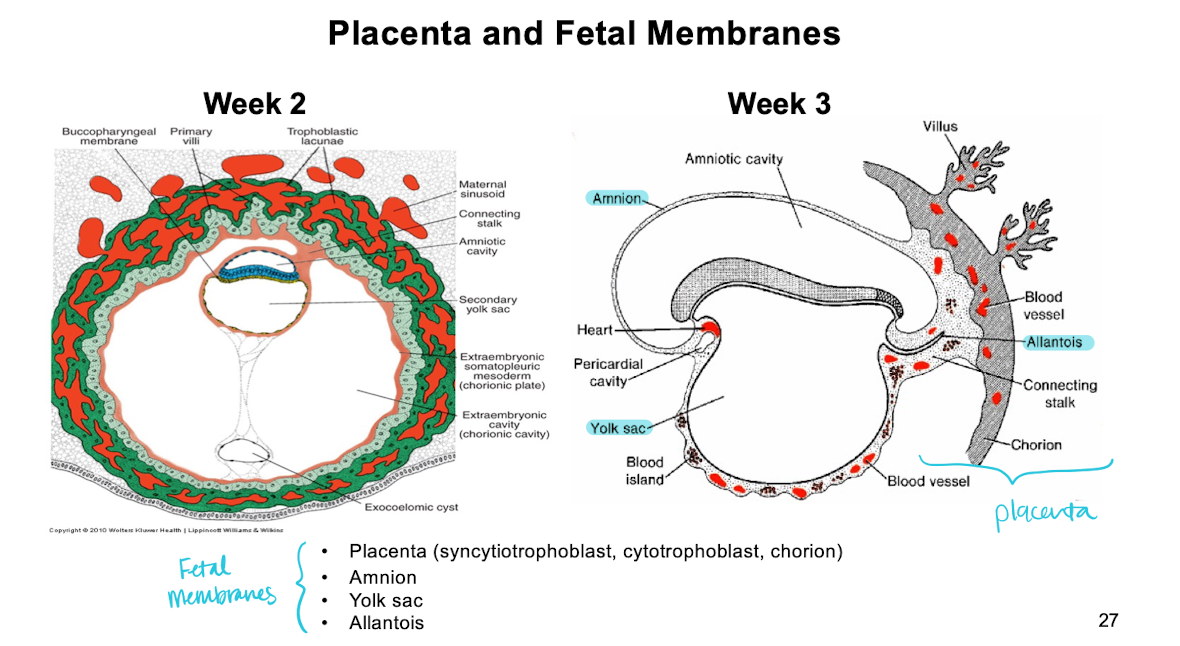 Placenta and Fetal Membranes
Week 2
Buccopharyngeal
membrane
Primary
villi
Trophoblastic
lacunae
Maternal
sinusoid
Connecting
stalk
Amniotic
cavity
Secondary
yolk sac
Extraembryonic
somatopleuric
mesoderm
(chorionic plate)
Extraembryonic
cavity
(chorionic cavity)
Exocoelomic cyst
Copyright © 2010 Wolters Kluwer Health | Lippincott Williams & Wilkins
Week 3
Villus
Amniotic cavity
Amnion
Heart
Pericardial
cavity
Yolk sac
Blood
island
Blood
vessel
Allantois
Connecting
stalk
Chorion
Blood vessel
placenta
Fetal
membranes
• Placenta (syncytiotrophoblast, cytotrophoblast, chorion)
• Amnion
• Yolk sac
• Allantois
27